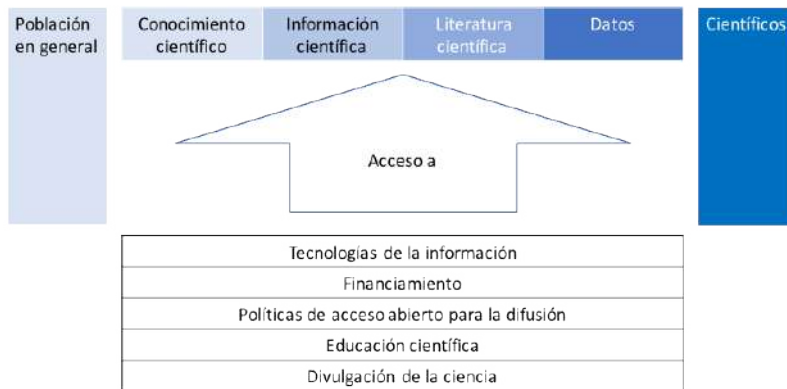 Población
en general
Conocimiento
científico
Información
científica
Literatura
científica
Datos
Científicos
Acceso a
Tecnologías de la información
Financiamiento
Políticas de acceso abierto para la difusión
Educación científica
Divulgación de la ciencia